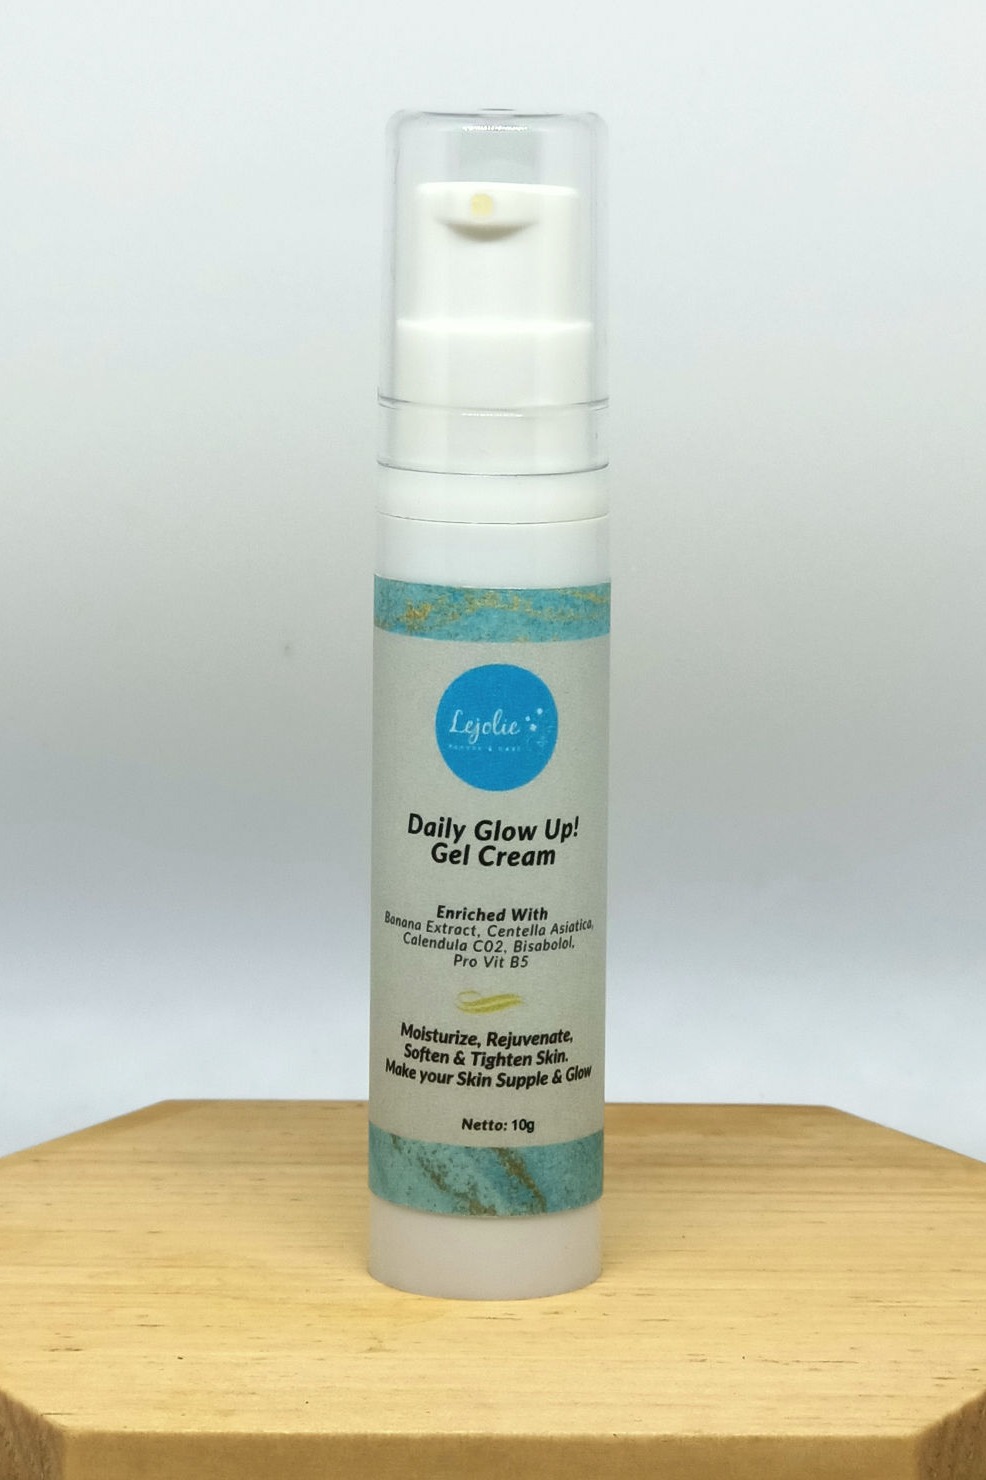 Lejolie
Daily Glow Up!
Gel Cream
Enriched With
Banana Extract, Centella Asiatica,
Calendula CO2, Bisabolol,
Pro Vit B5
Moisturize, Rejuvenate,
Soften & Tighten Skin.
Make your Skin Supple & Glow
Netto: 10g